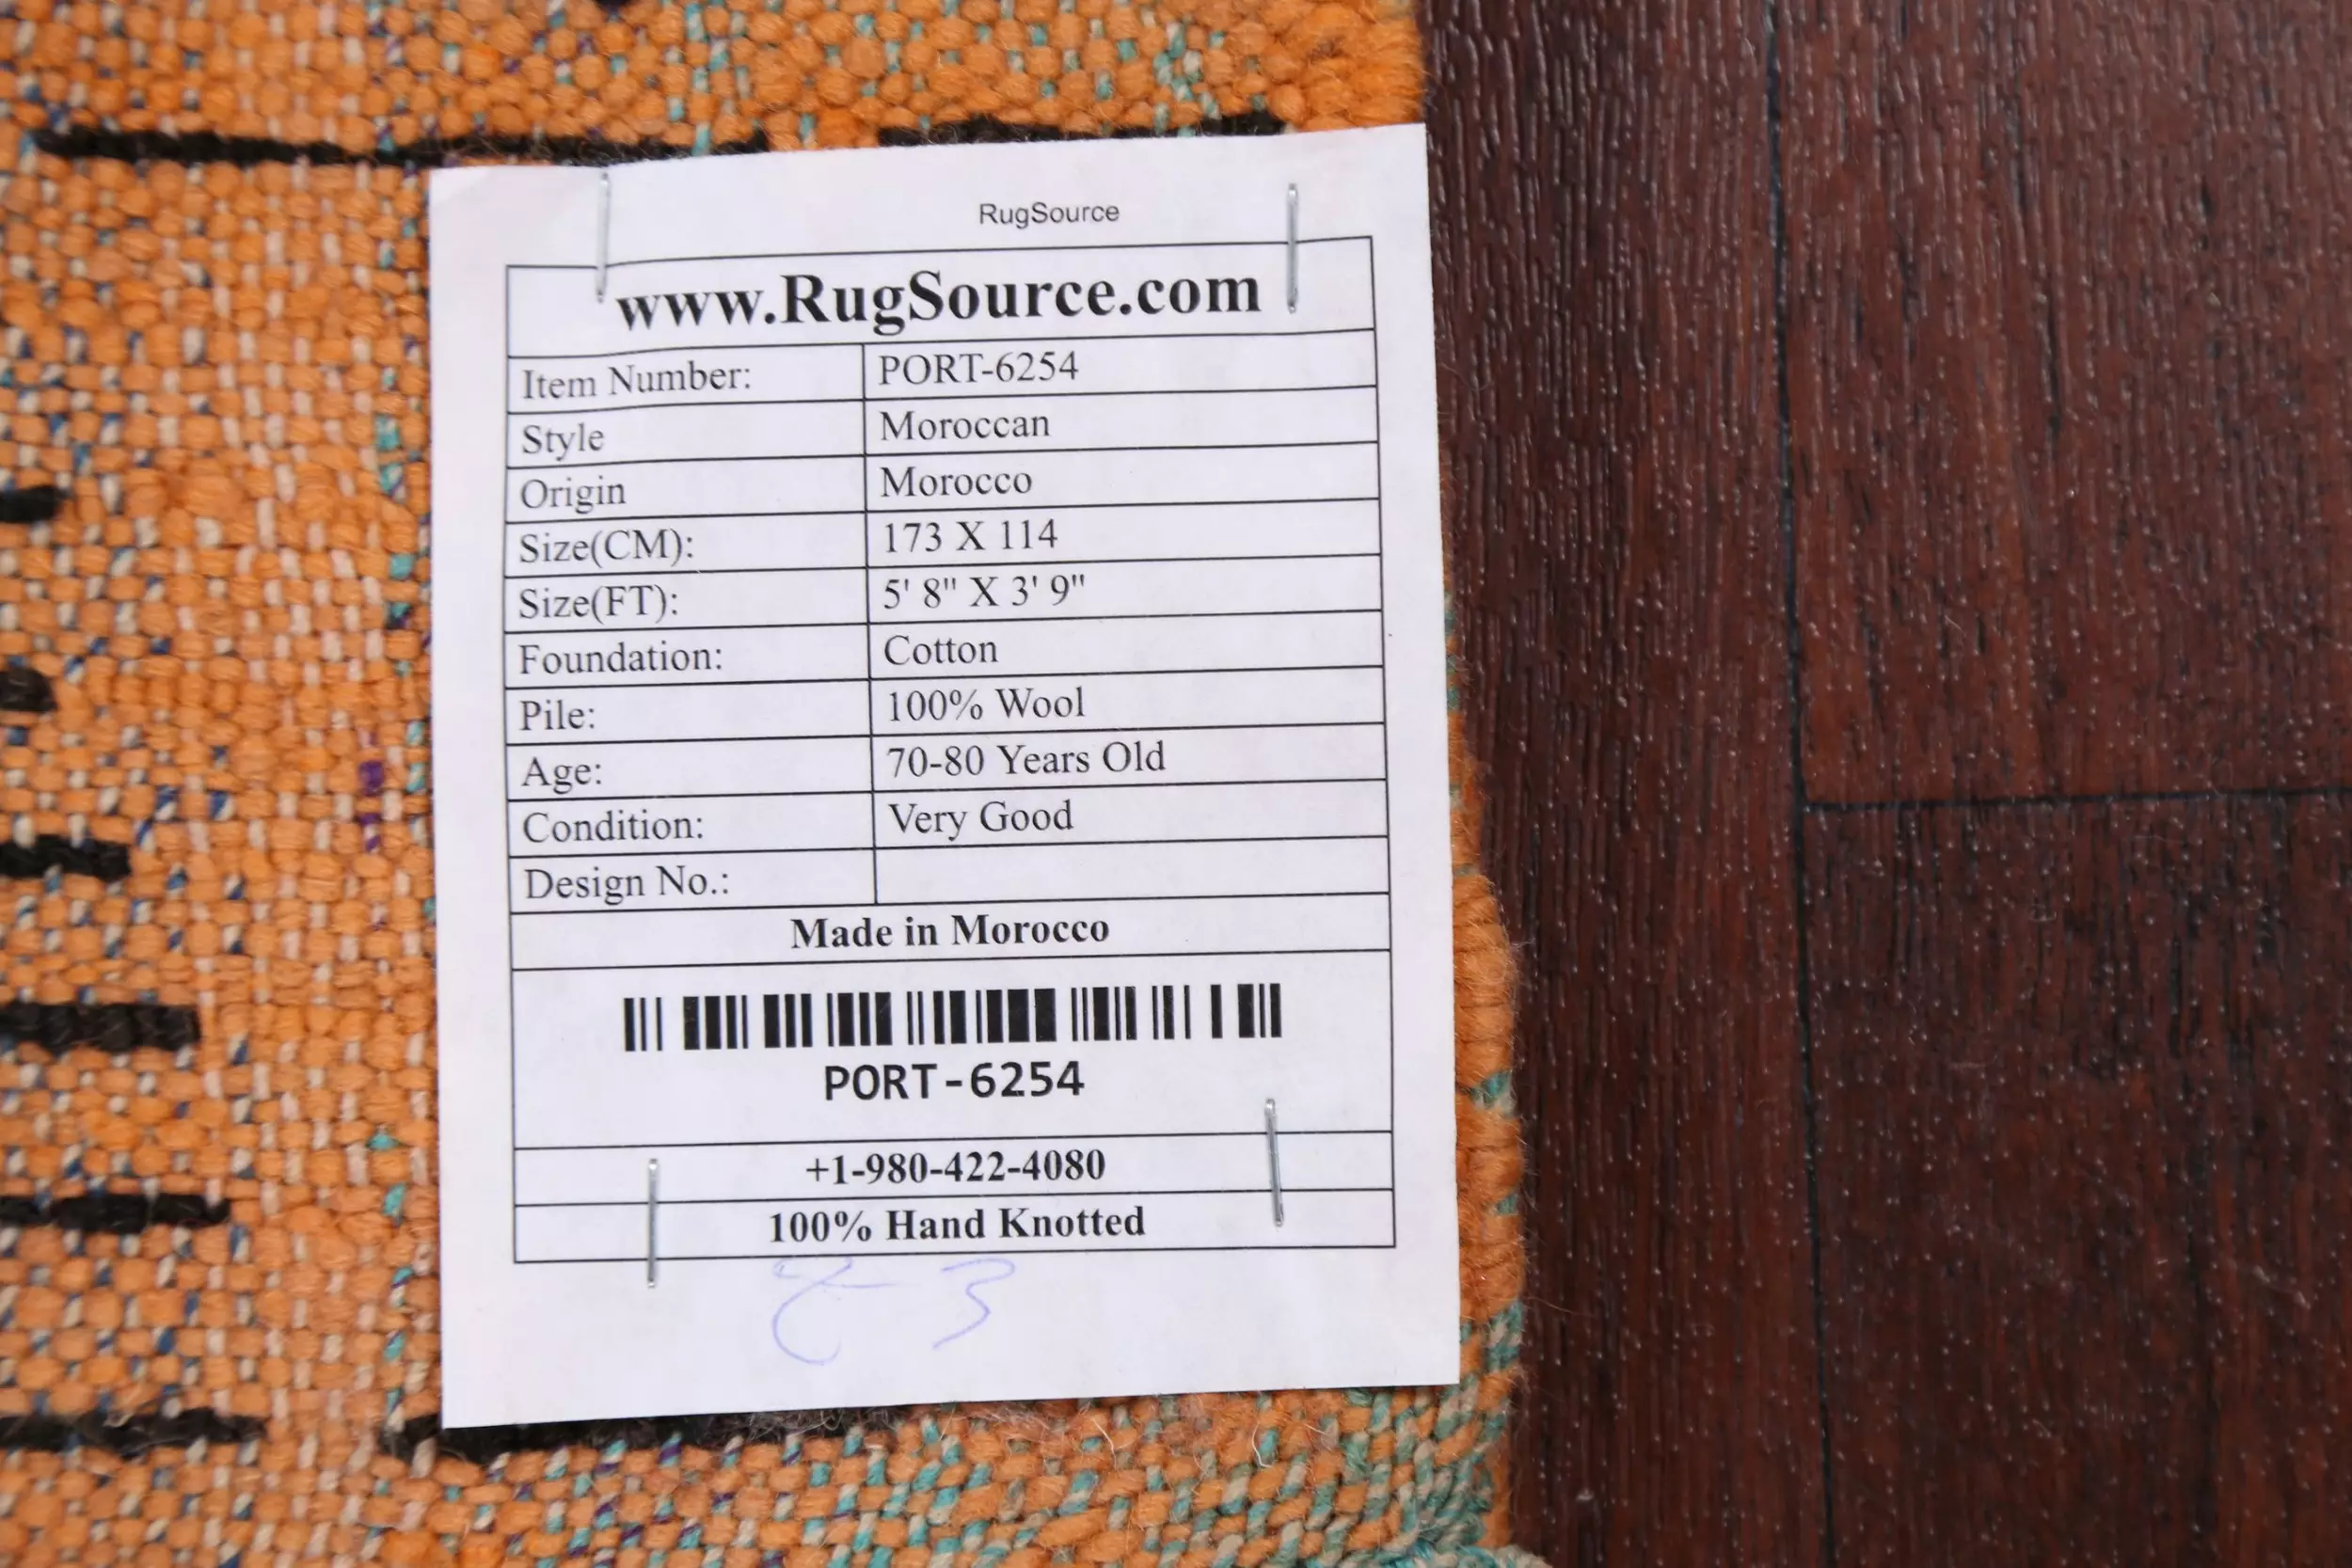 RugSource
www.RugSource.com
Item Number: PORT-6254
Style Moroccan
Origin Morocco
Size(CM): 173 X 114
Size(FT): 5' 8" X 3' 9"
Foundation: Cotton
Pile: 100% Wool
Age: 70-80 Years Old
Condition: Very Good
Design No.:
Made in Morocco
PORT-6254
+1-980-422-4080
100% Hand Knotted